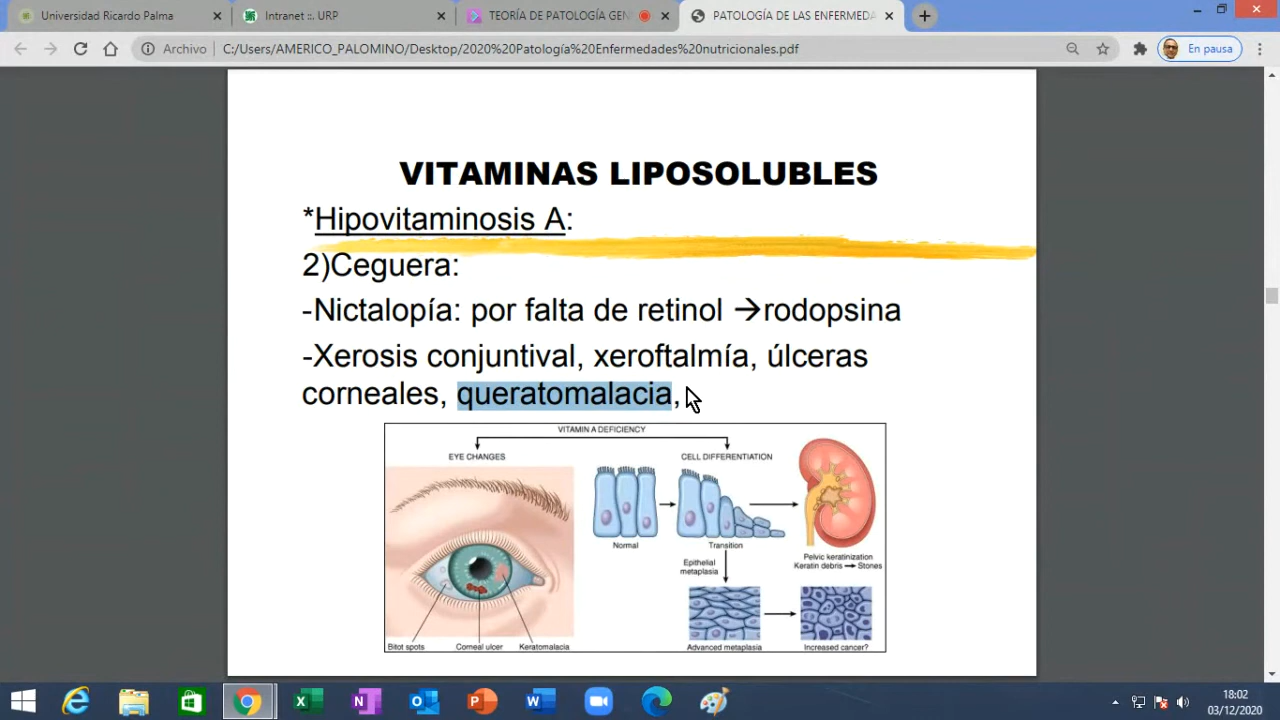 Universidad Ricardo Palma
Intranet ::. URP
TEORÍA DE PATOLOGÍA GEN
PATOLOGÍA DE LAS ENFERMEDA
Archivo
C:/Users/AMERICO_PALOMINO/Desktop/2020%20Patología%20Enfermedades%20nutricionales.pdf
En pausa
VITAMINAS LIPOSOLUBLES
*Hipovitaminosis A:
2)Ceguera:
-Nictalopía: por falta de retinol →rodopsina
-Xerosis conjuntival, xeroftalmía, úlceras
corneales, queratomalacia,
VITAMIN A DEFICIENCY
EYE CHANGES
CELL DIFFERENTIATION
Normal
Transition
Pelvic keratinization
Keratin debris → Stones
Epithelial
metaplasia
Bitot spots
Corneal ulcer
Keratomalacia
Advanced metaplasia
Increased cancer?
18:02
03/12/2020